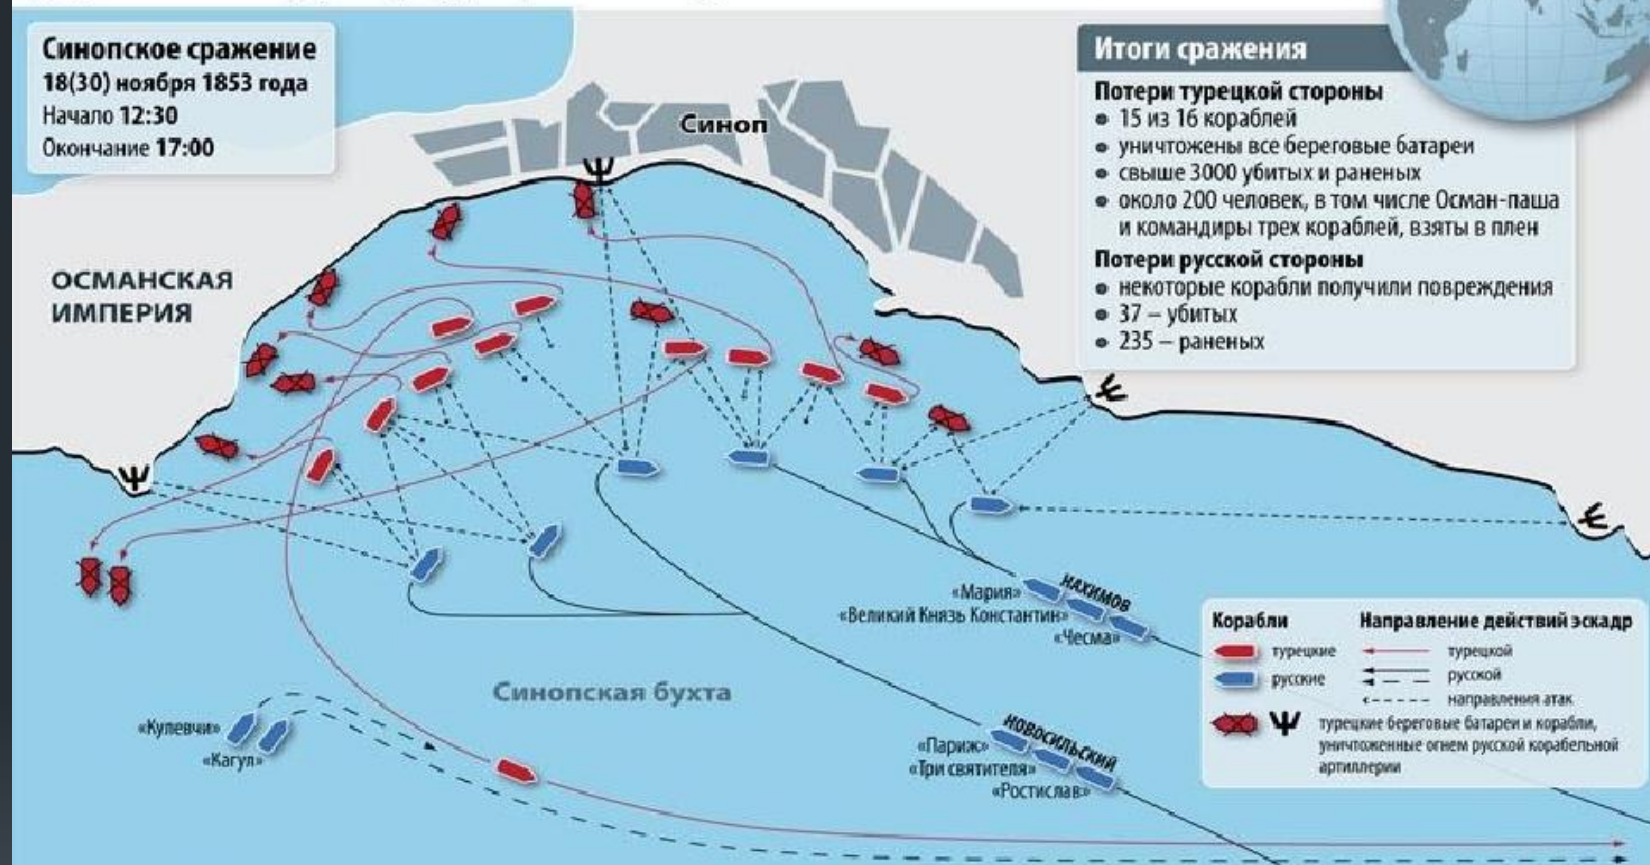 Синопское сражение
18(30) ноября 1853 года
Начало 12:30
Окончание 17:00
Итоги сражения
Потери турецкой стороны
• 15 из 16 кораблей
• уничтожены все береговые батареи
• свыше 3000 убитых и раненых
• около 200 человек, в том числе Осман-паша
и командиры трех кораблей, взяты в плен
Потери русской стороны
• некоторые корабли получили повреждения
• 37 – убитых
• 235 – раненых
Синоп
ОСМАНСКАЯ
ИМПЕРИЯ
НАХИМОВ
«Мария»
«Великий Князь Константин»
«Чесма»
Синопская бухта
«Кулевчи»
«Кагул»
НОВОСИЛЬСКИЙ
«Париж»
«Три святителя»
«Ростислав»
Корабли
турецкие
русские
Направление действий эскадр
турецкой
русской
направления атак
турецкие береговые батареи и корабли,
уничтоженные огнем русской корабельной
артиллерии